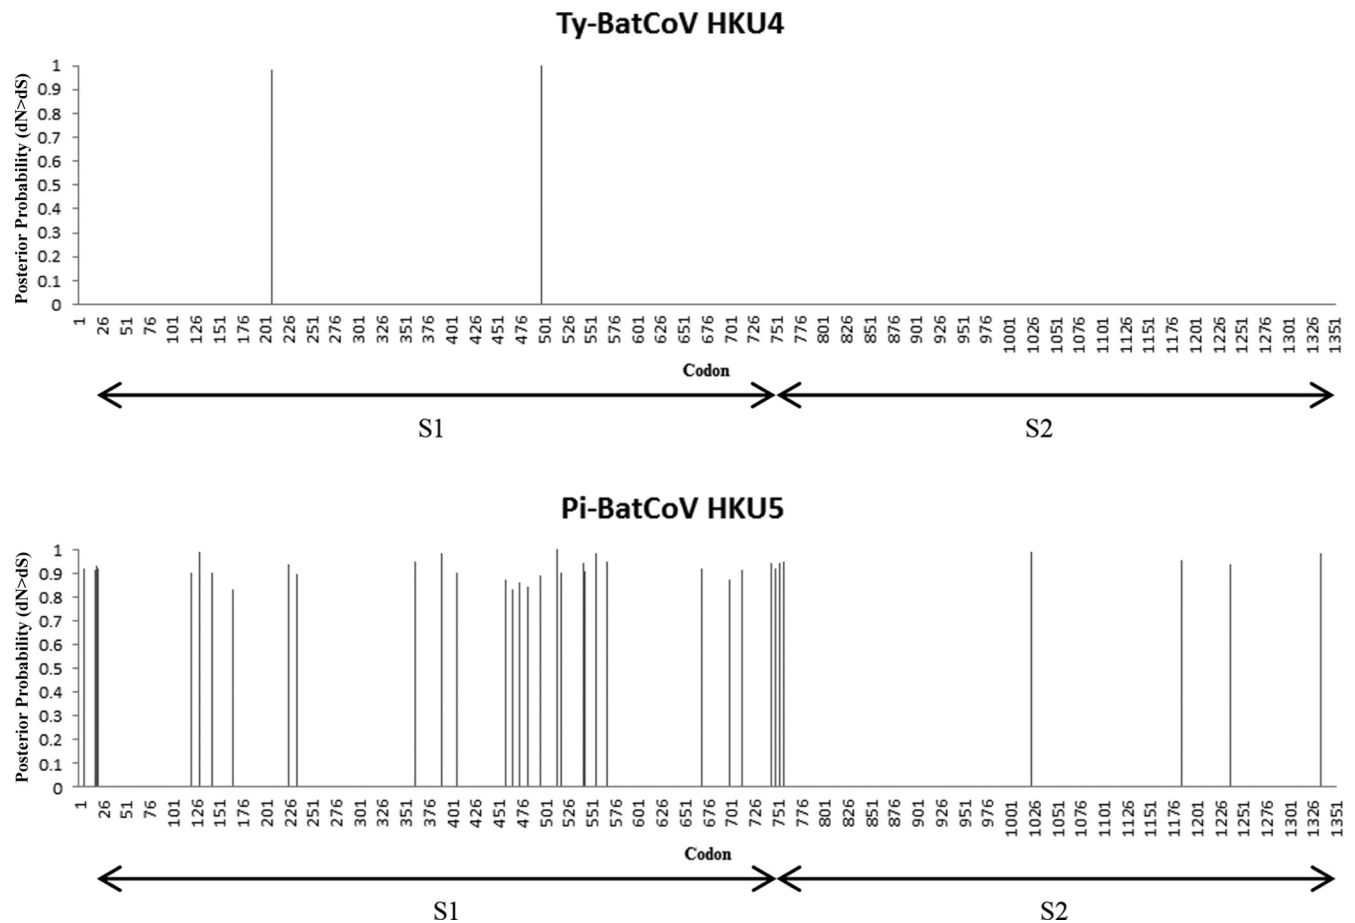 Ty-BatCoV HKU4
Posterior Probability (dN>dS)
1
0.9
0.8
0.7
0.6
0.5
0.4
0.3
0.2
0.1
0
1 26 51 76 101 126 151 176 201 226 251 276 301 326 351 376 401 426 451 476 501 526 551 576 601 626 651 676 701 726 751 776 801 826 851 876 901 926 951 976 1001 1026 1051 1076 1101 1126 1151 1176 1201 1226 1251 1276 1301 1326 1351
Codon
S1 S2
Pi-BatCoV HKU5
Posterior Probability (dN>dS)
1
0.9
0.8
0.7
0.6
0.5
0.4
0.3
0.2
0.1
0
1 26 51 76 101 126 151 176 201 226 251 276 301 326 351 376 401 426 451 476 501 526 551 576 601 626 651 676 701 726 751 776 801 826 851 876 901 926 951 976 1001 1026 1051 1076 1101 1126 1151 1176 1201 1226 1251 1276 1301 1326 1351
Codon
S1 S2